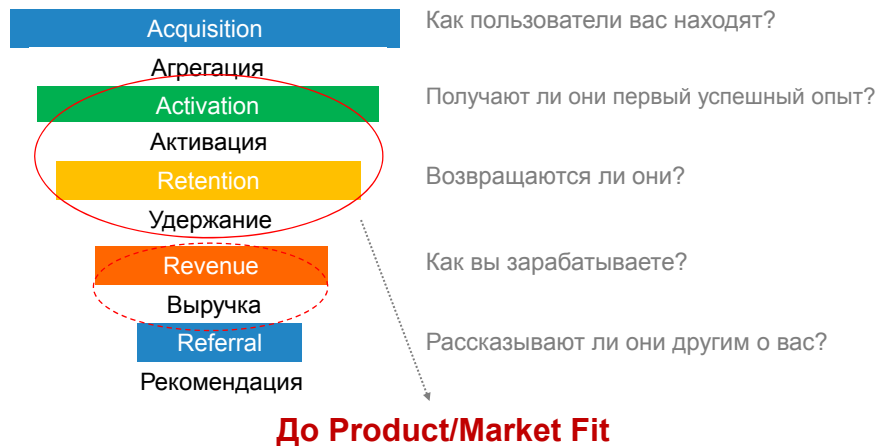 Acquisition
Как пользователи вас находят?
Агрегация
Activation
Получают ли они первый успешный опыт?
Активация
Retention
Возвращаются ли они?
Удержание
Revenue
Как вы зарабатываете?
Выручка
Referral
Рассказывают ли они другим о вас?
Рекомендация
До Product/Market Fit